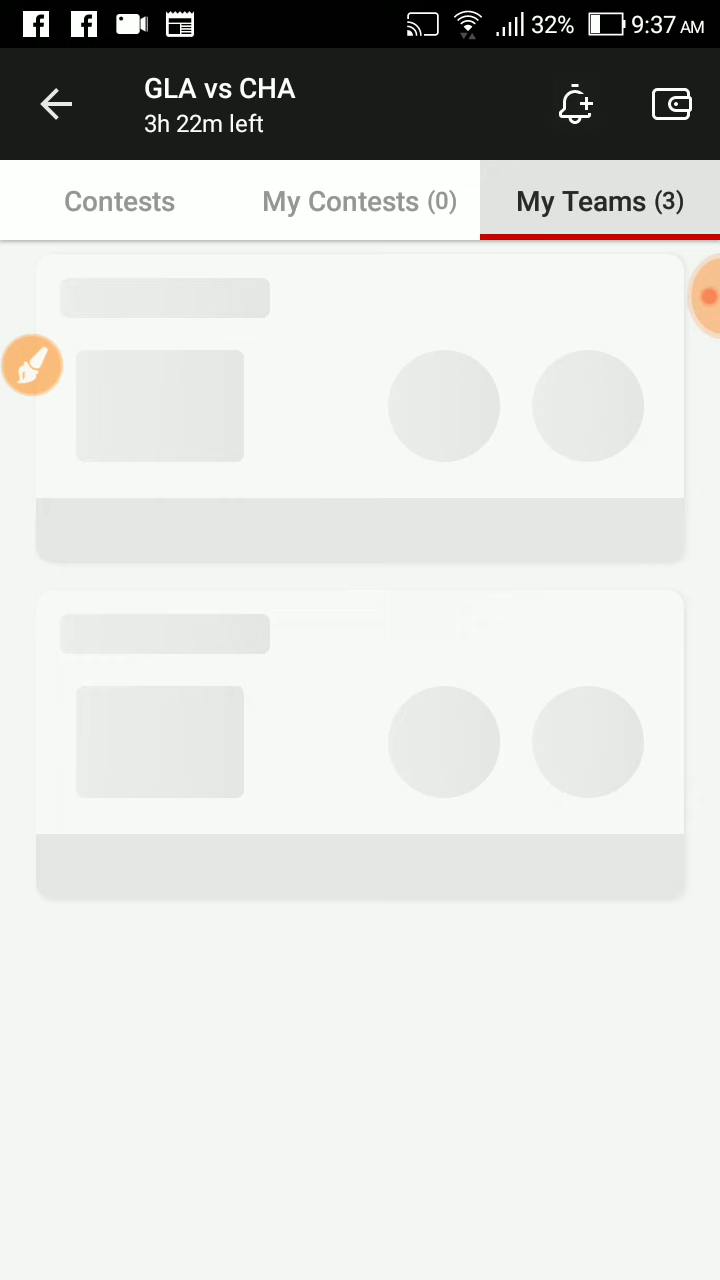 32% 9:37 AM
GLA vs CHA
3h 22m left
Contests
My Contests (0)
My Teams (3)